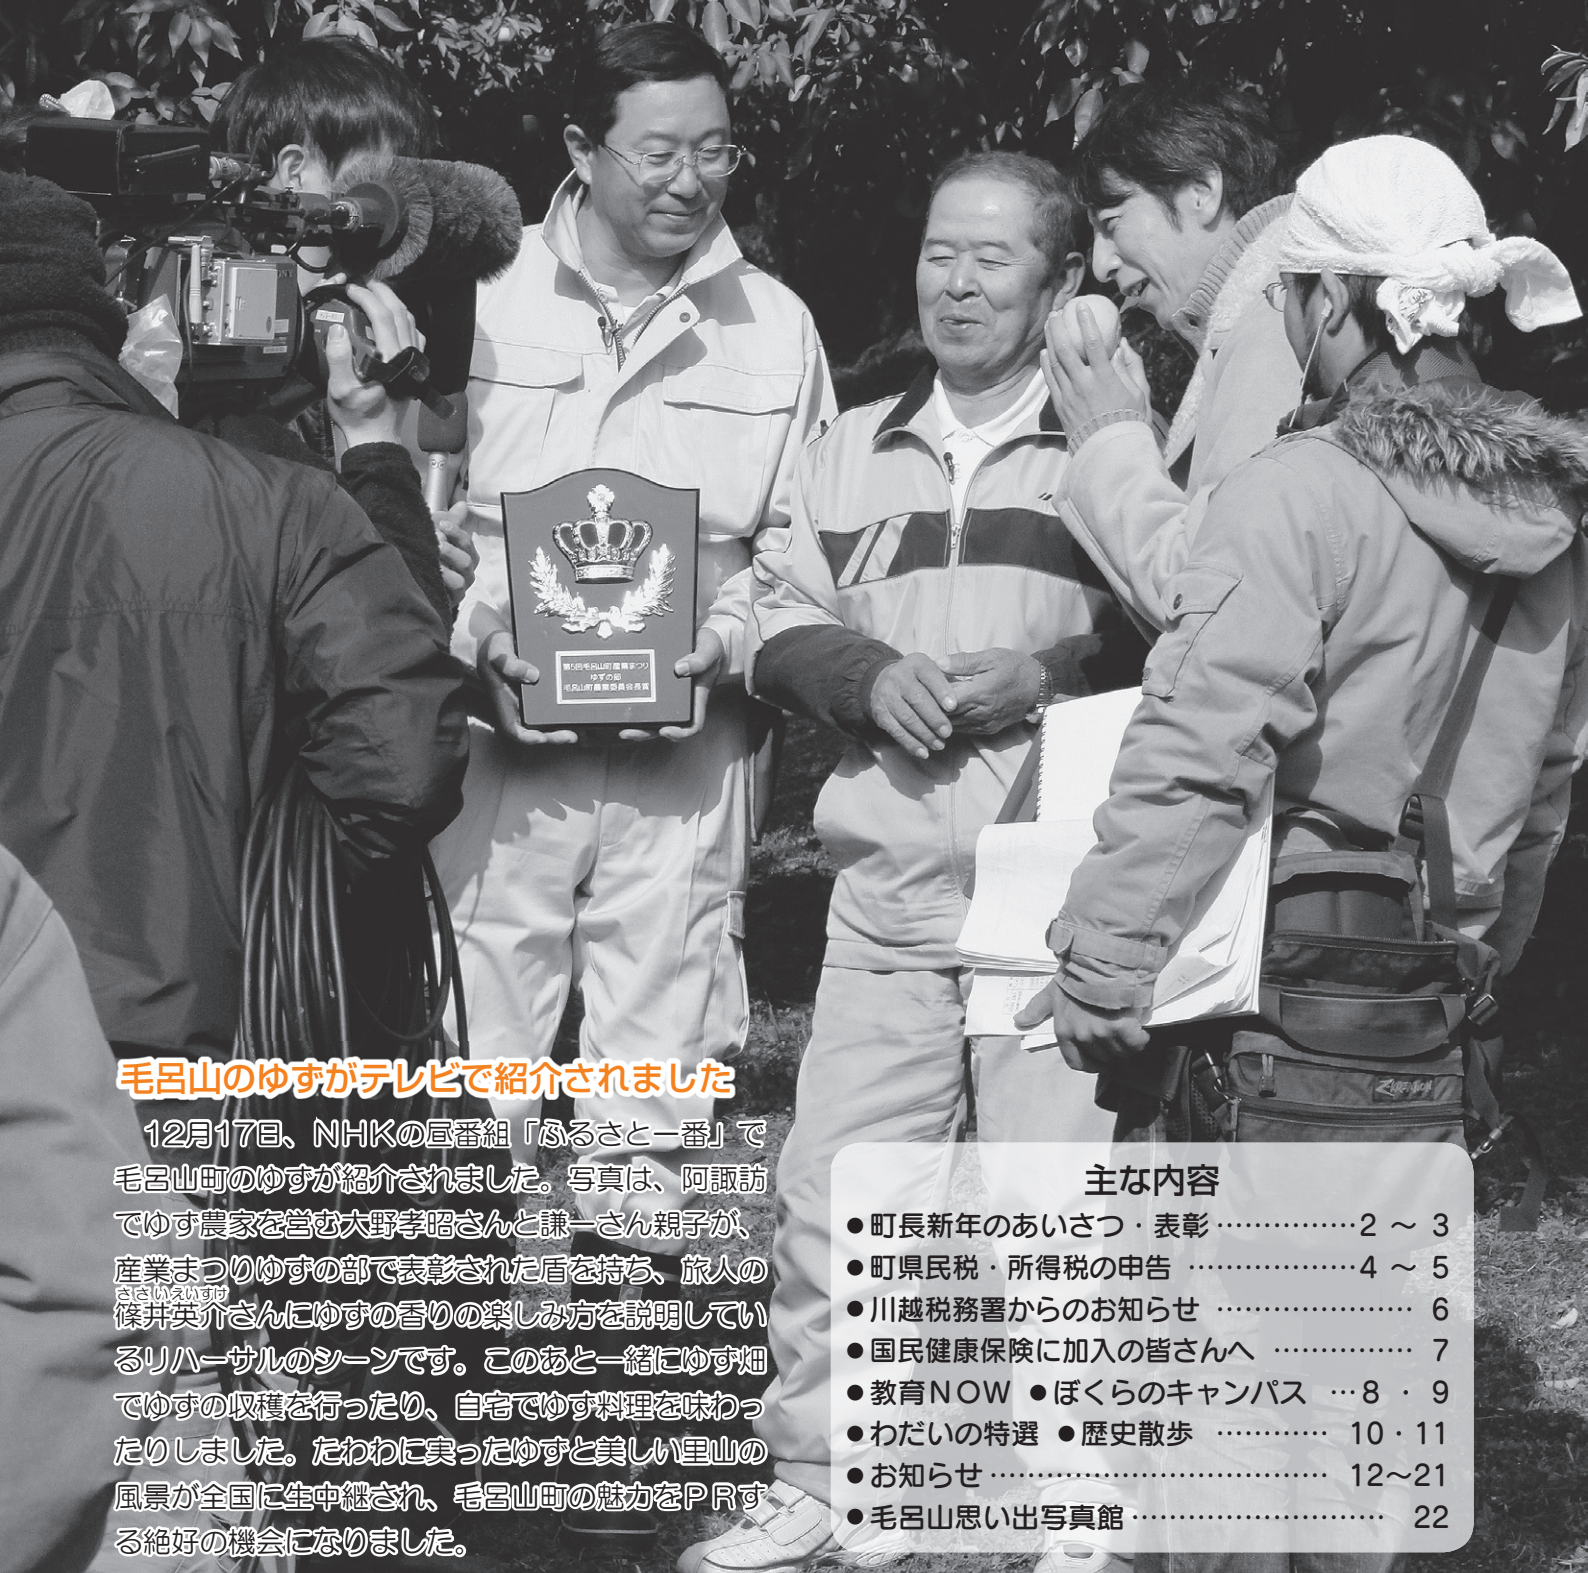 SONY
第5回毛呂山町産業まつり
ゆずの部
毛呂山町農業委員会長賞
毛呂山のゆずがテレビで紹介されました
12月17日、ＮＨＫの昼番組「ふるさと一番」で
毛呂山町のゆずが紹介されました。写真は、阿諏訪
でゆず農家を営む大野孝昭さんと謙一さん親子が、
産業まつりゆずの部で表彰された盾を持ち、旅人の
ささいえいすけ
篠井英介さんにゆずの香りの楽しみ方を説明してい
るリハーサルのシーンです。このあと一緒にゆず畑
でゆずの収穫を行ったり、自宅でゆず料理を味わっ
たりしました。たわわに実ったゆずと美しい里山の
風景が全国に生中継され、毛呂山町の魅力をＰＲす
る絶好の機会になりました。
主な内容
●町長新年のあいさつ・表彰……………2 ～ 3
●町県民税・所得税の申告 ………………4 ～ 5
●川越税務署からのお知らせ …………………… 6
●国民健康保険に加入の皆さんへ …………… 7
●教育ＮＯＷ ●ぼくらのキャンパス …8 ・ 9
●わだいの特選 ●歴史散歩 ………… 10・11
●お知らせ……………………………… 12～21
●毛呂山思い出写真館……………………… 22